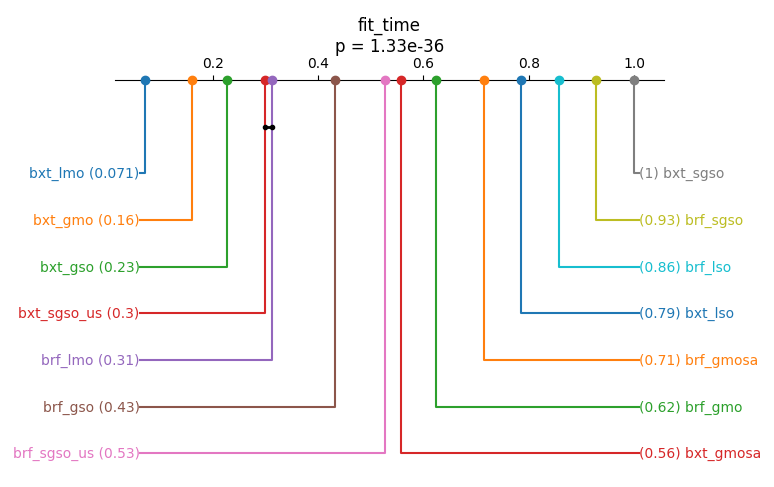 fit_time
p = 1.33e-36
0.2 0.4 0.6 0.8 1.0
bxt_lmo (0.071) (1) bxt_sgso
bxt_gmo (0.16) (0.93) brf_sgso
bxt_gso (0.23) (0.86) brf_lso
bxt_sgso_us (0.3) (0.79) bxt_lso
brf_lmo (0.31) (0.71) brf_gmosa
brf_gso (0.43) (0.62) brf_gmo
brf_sgso_us (0.53) (0.56) bxt_gmosa